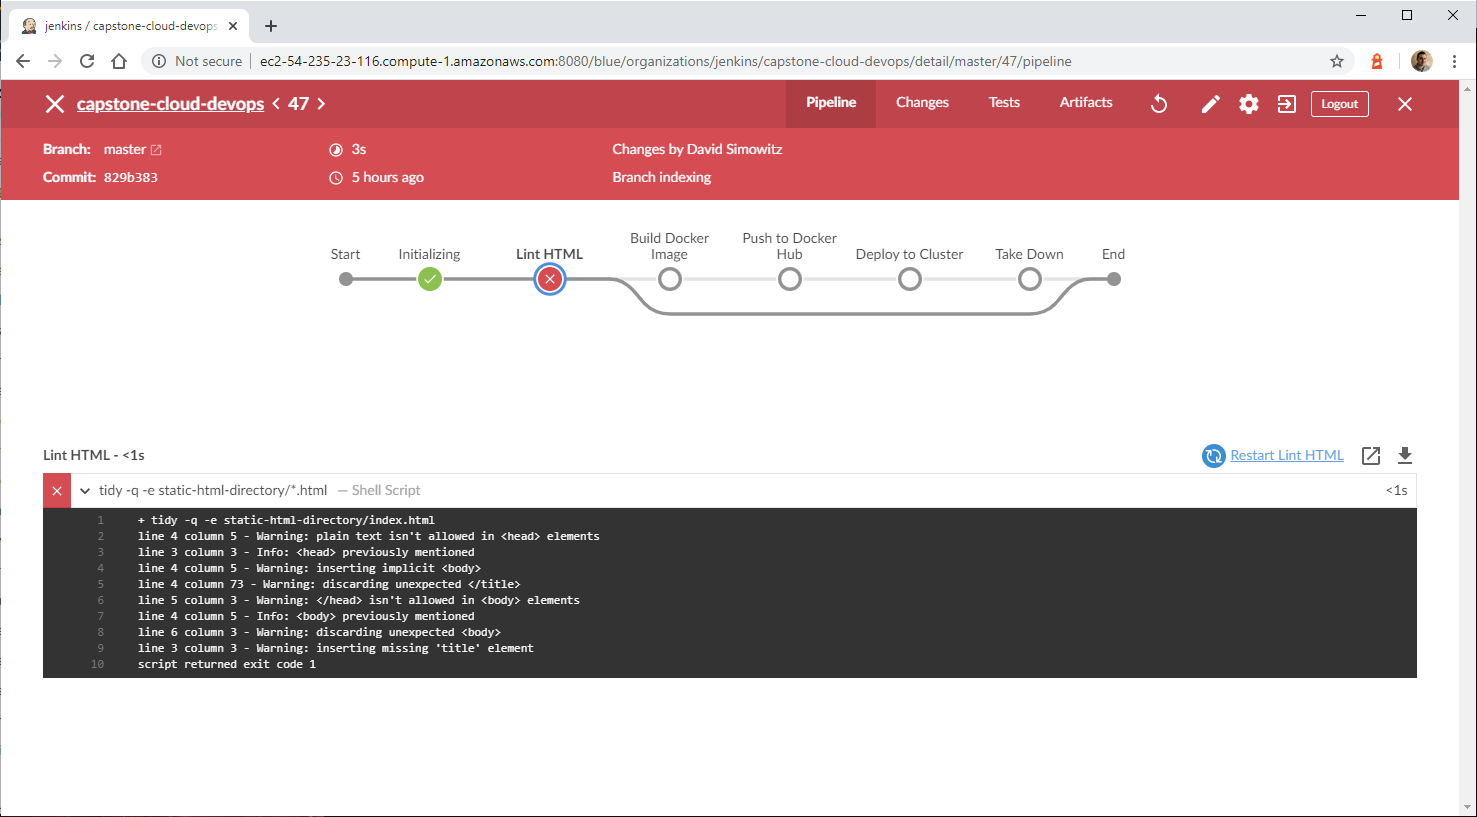 jenkins / capstone-cloud-devops
Not secure | ec2-54-235-23-116.compute-1.amazonaws.com:8080/blue/organizations/jenkins/capstone-cloud-devops/detail/master/47/pipeline
capstone-cloud-devops < 47 > Pipeline Changes Tests Artifacts Logout
Branch: master 3s Changes by David Simowitz
Commit: 829b383 5 hours ago Branch indexing
Start Initializing Lint HTML Build Docker Image Push to Docker Hub Deploy to Cluster Take Down End
Lint HTML - <1s Restart Lint HTML
tidy -q -e static-html-directory/*.html — Shell Script <1s
1 + tidy -q -e static-html-directory/index.html
2 line 4 column 5 - Warning: plain text isn't allowed in <head> elements
3 line 3 column 3 - Info: <head> previously mentioned
4 line 4 column 5 - Warning: inserting implicit <body>
5 line 4 column 73 - Warning: discarding unexpected </title>
6 line 5 column 3 - Warning: </head> isn't allowed in <body> elements
7 line 4 column 5 - Info: <body> previously mentioned
8 line 6 column 3 - Warning: discarding unexpected <body>
9 line 3 column 3 - Warning: inserting missing 'title' element
10 script returned exit code 1